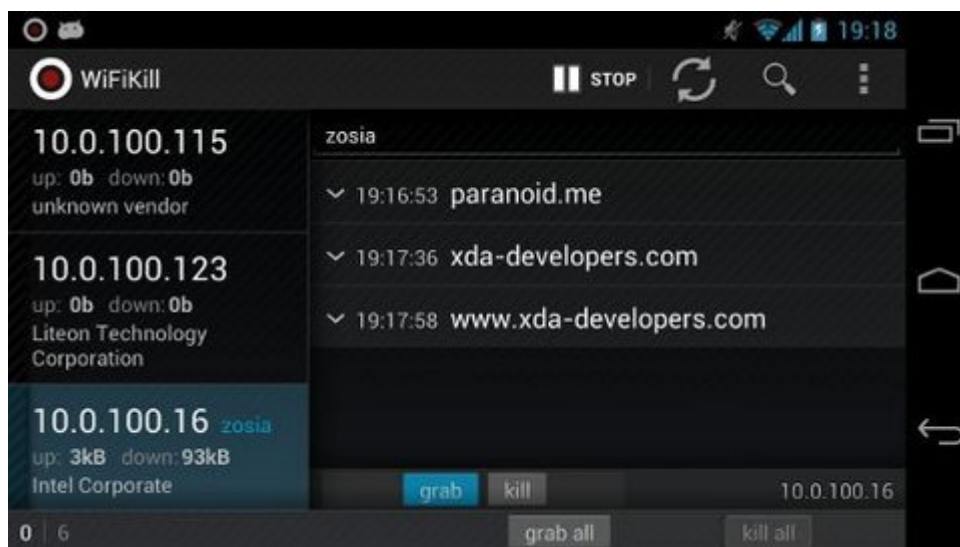 19:18
WiFiKill
STOP
10.0.100.115
up: 0b down: 0b
unknown vendor
10.0.100.123
up: 0b down: 0b
Liteon Technology
Corporation
10.0.100.16 zosia
up: 3kB down: 93kB
Intel Corporate
zosia
19:16:53 paranoid.me
19:17:36 xda-developers.com
19:17:58 www.xda-developers.com
grab kill 10.0.100.16
0 6 grab all kill all